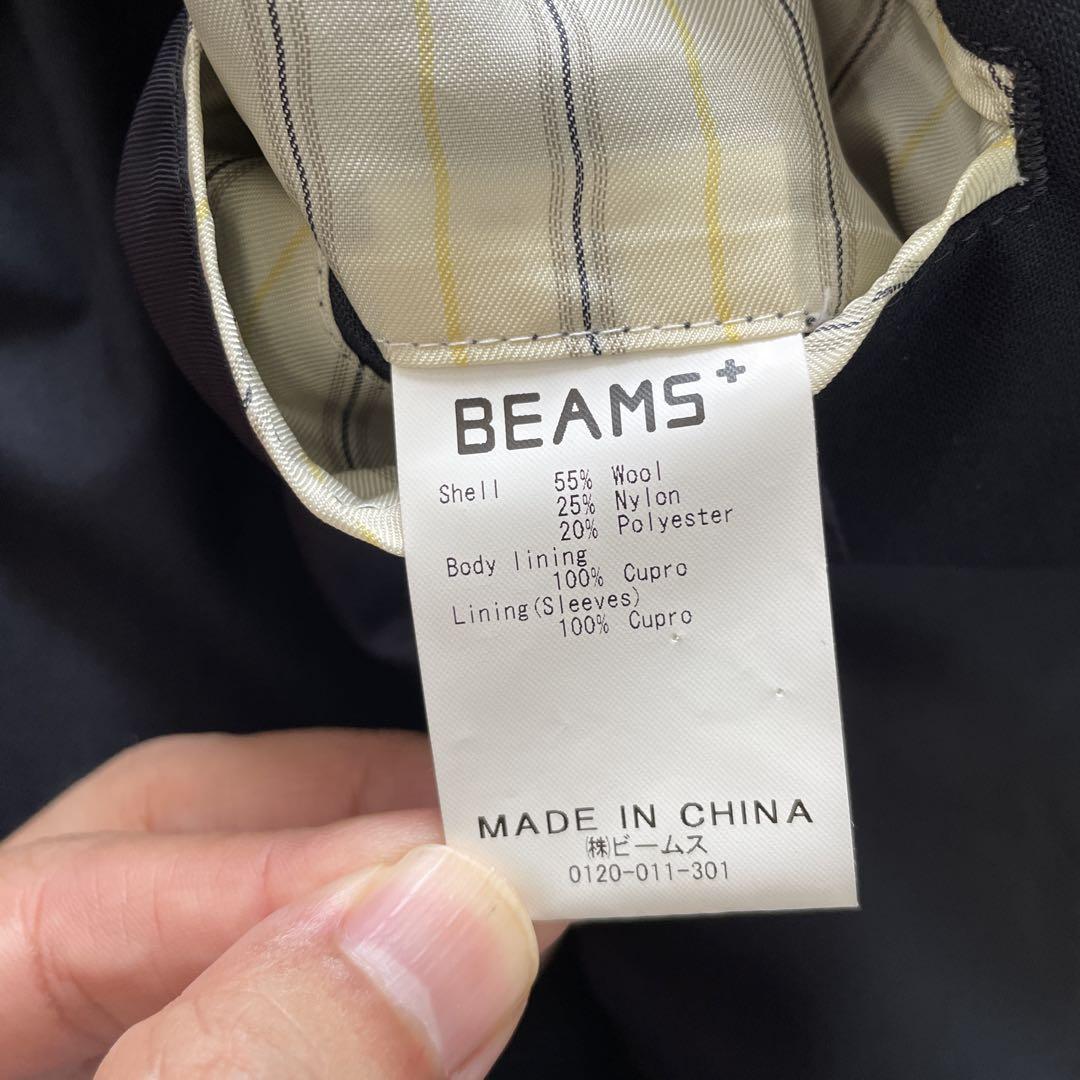 BEAMS+
Shell 55% Wool
25% Nylon
20% Polyester
Body lining
100% Cupro
Lining(Sleeves)
100% Cupro
MADE IN CHINA
㈱ビームス
0120-011-301